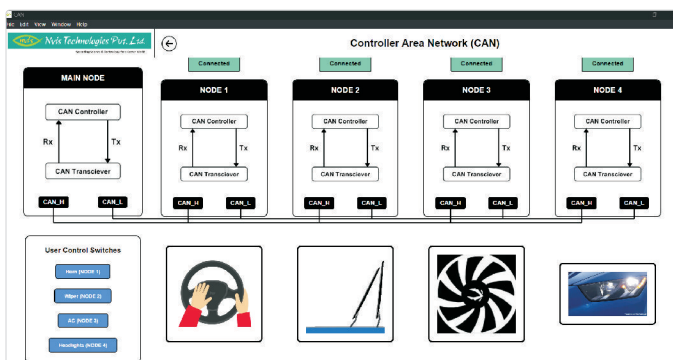 LAN
File Edit View Window Help
Nvis Technologies Pvt. Ltd.
Controller Area Network (CAN)
Connected Connected Connected Connected
MAIN NODE NODE 1 NODE 2 NODE 3 NODE 4
CAN Controller CAN Controller CAN Controller CAN Controller CAN Controller
Rx Tx Rx Tx Rx Tx Rx Tx Rx Tx
CAN Transciever CAN Transciever CAN Transciever CAN Transciever CAN Transciever
CAN_H CAN_L CAN_H CAN_L CAN_H CAN_L CAN_H CAN_L CAN_H CAN_L
User Control Switches
Horn (NODE 1)
Wiper (NODE 2)
AC (NODE 3)
Headlights (NODE 4)